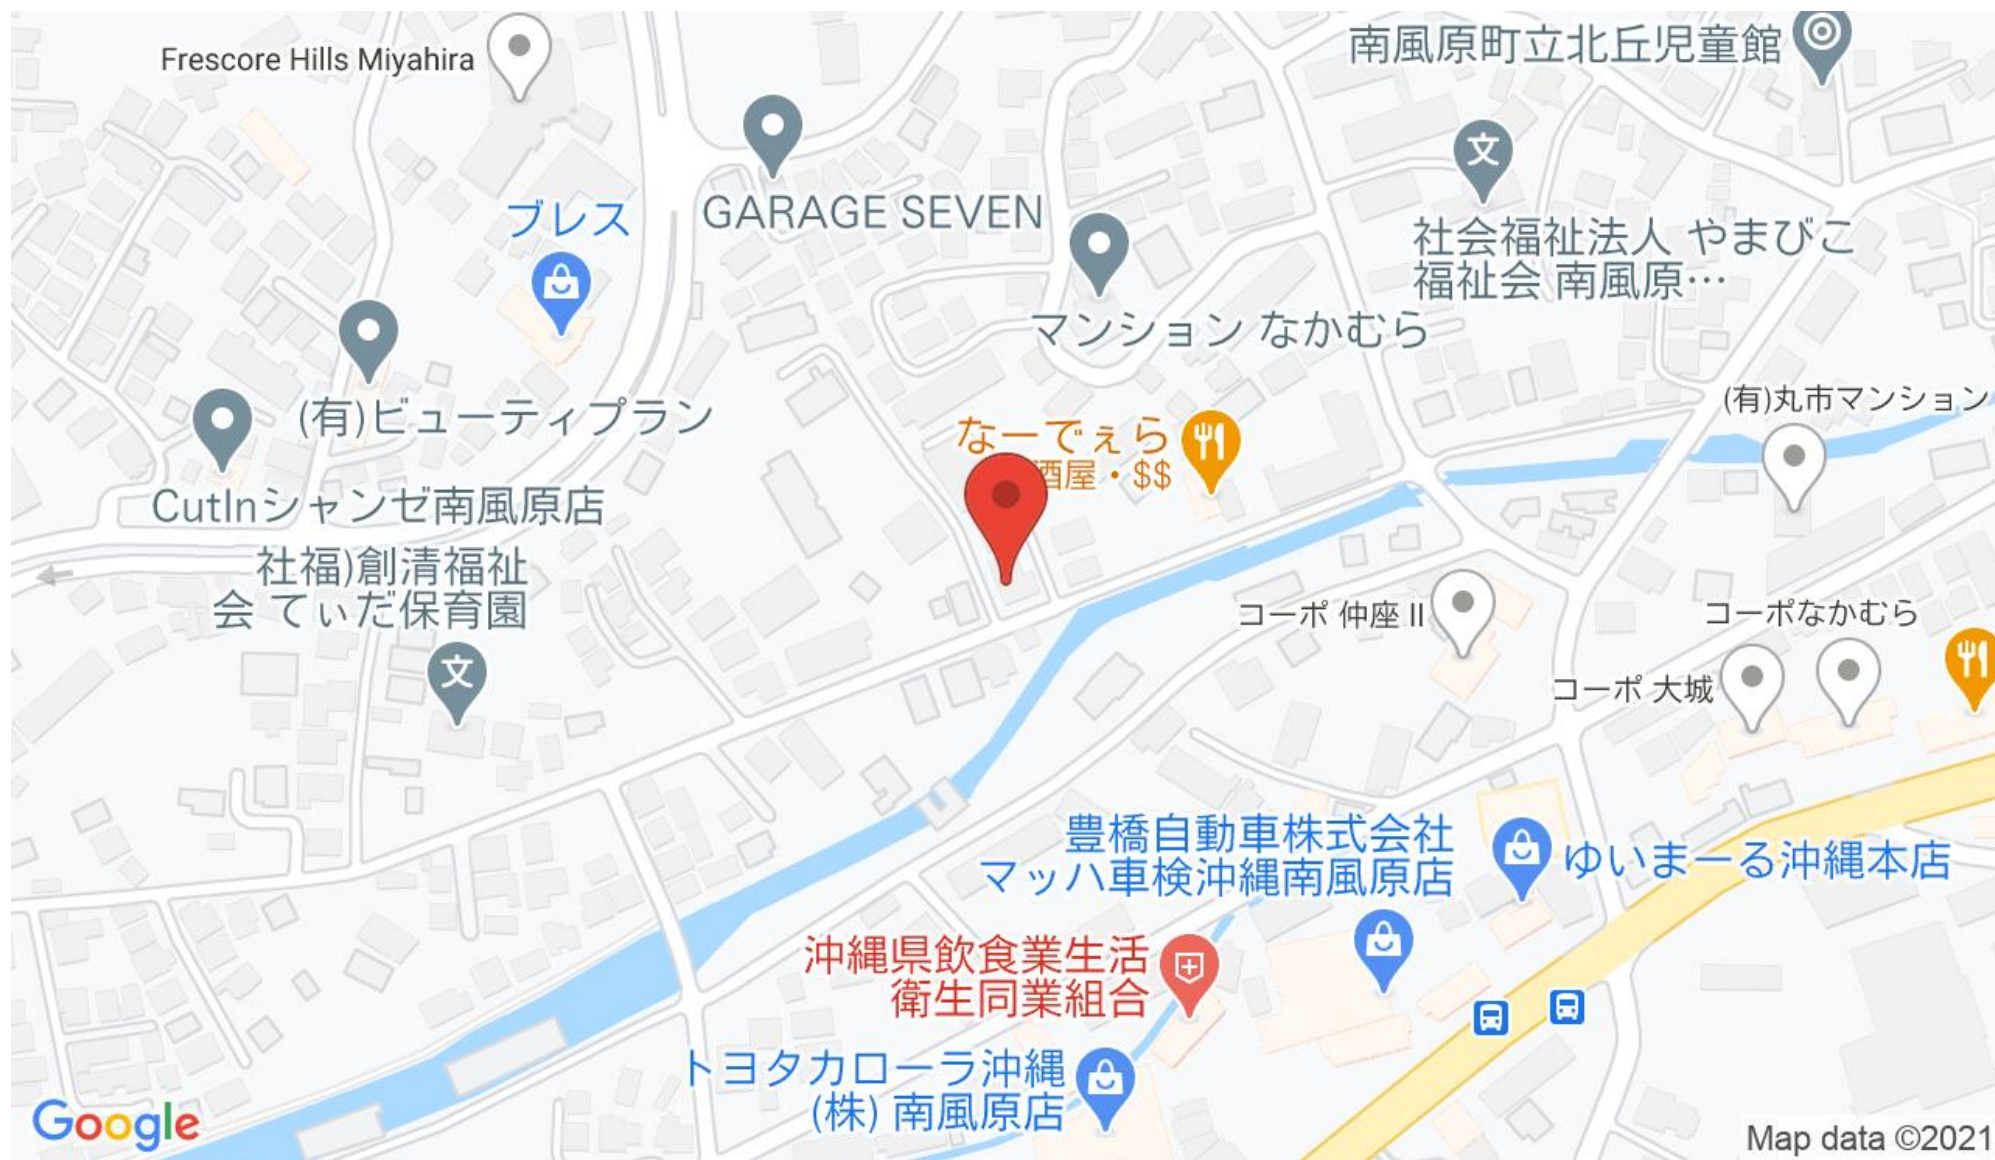 Frescore Hills Miyahira
南風原町立北丘児童館
文
ブレス
GARAGE SEVEN
社会福祉法人 やまびこ
福祉会 南風原…
マンション なかむら
(有)ビューティプラン
(有)丸市マンション
なーでぇら
酒屋・$$
CutInシャンゼ南風原店
社福)創清福祉
会 てぃだ保育園
文
コーポ 仲座 II
コーポなかむら
コーポ 大城
豊橋自動車株式会社
マッハ車検沖縄南風原店
ゆいまーる沖縄本店
沖縄県飲食業生活
衛生同業組合
トヨタカローラ沖縄
(株) 南風原店
Google
Map data ©2021